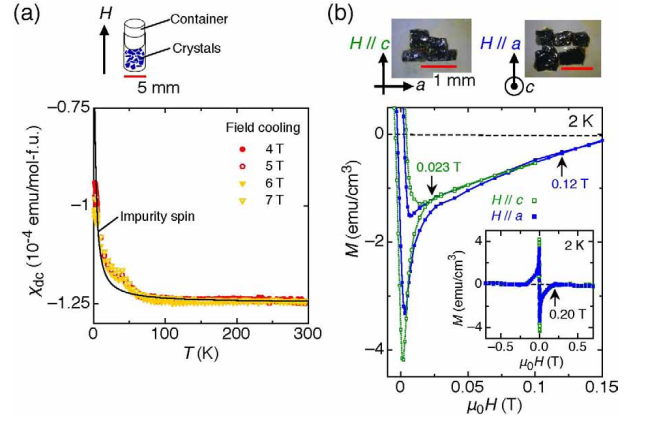 (a)
H
Container
Crystals
5 mm
−0.75
−1
−1.25
χdc (10⁻⁴ emu/mol-f.u.)
Field cooling
4 T
5 T
6 T
7 T
Impurity spin
0
100
200
300
T (K)
(b)
H // c
a
1 mm
H // a
c
2 K
0
−1
−2
−3
−4
M (emu/cm³)
0.023 T
0.12 T
H // c
H // a
2 K
4
0
−4
M (emu/cm³)
0.20 T
−0.5
0.0
0.5
μ₀H (T)
0
0.05
0.10
0.15
μ₀H (T)